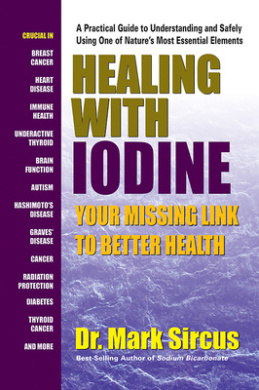 A Practical Guide to Understanding and Safely
Using One of Nature's Most Essential Elements
HEALING
WITH
IODINE
YOUR MISSING LINK
TO BETTER HEALTH
Dr. Mark Sircus
Best-Selling Author of Sodium Bicarbonate
CRUCIAL IN
BREAST
CANCER
HEART
DISEASE
IMMUNE
HEALTH
UNDERACTIVE
THYROID
BRAIN
FUNCTION
AUTISM
HASHIMOTO'S
DISEASE
GRAVES'
DISEASE
CANCER
RADIATION
PROTECTION
DIABETES
THYROID
CANCER
AND MORE